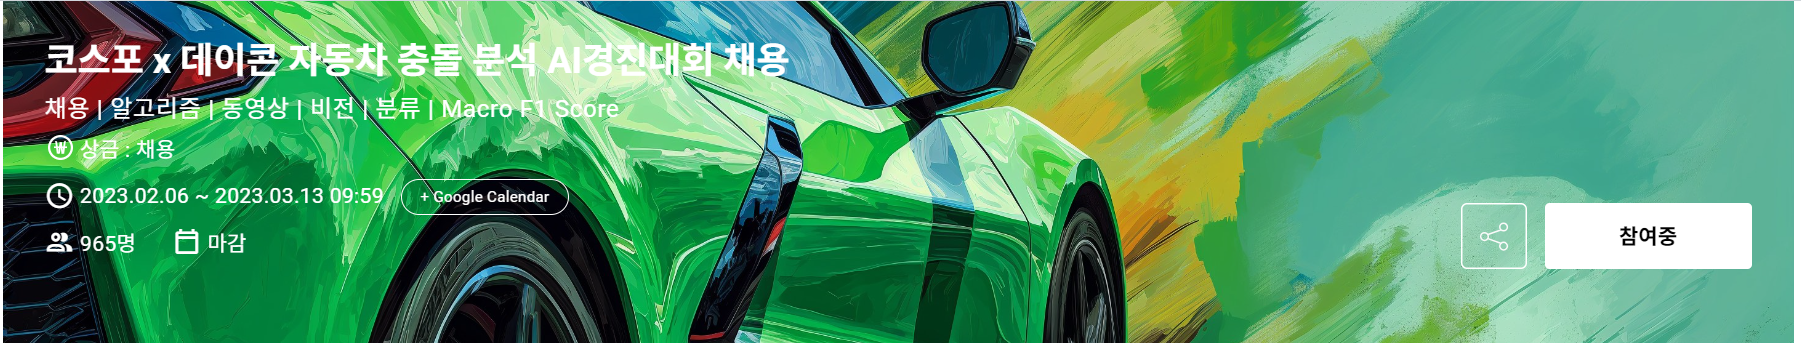 코스포 x 데이콘 자동차 충돌 분석 AI경진대회 채용
채용 | 알고리즘 | 동영상 | 비전 | 분류 | Macro F1 Score
₩ 상금 : 채용
2023.02.06 ~ 2023.03.13 09:59 + Google Calendar
965명 마감
참여중